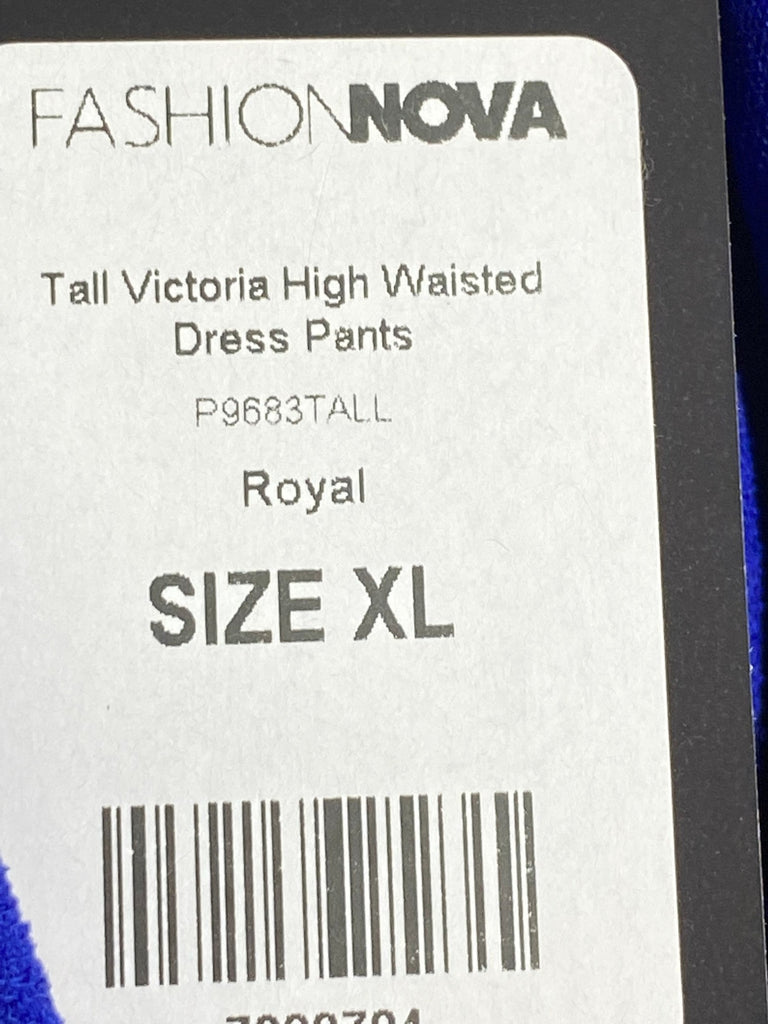 FASHIONNOVA
Tall Victoria High Waisted
Dress Pants
P9683TALL
Royal
SIZE XL